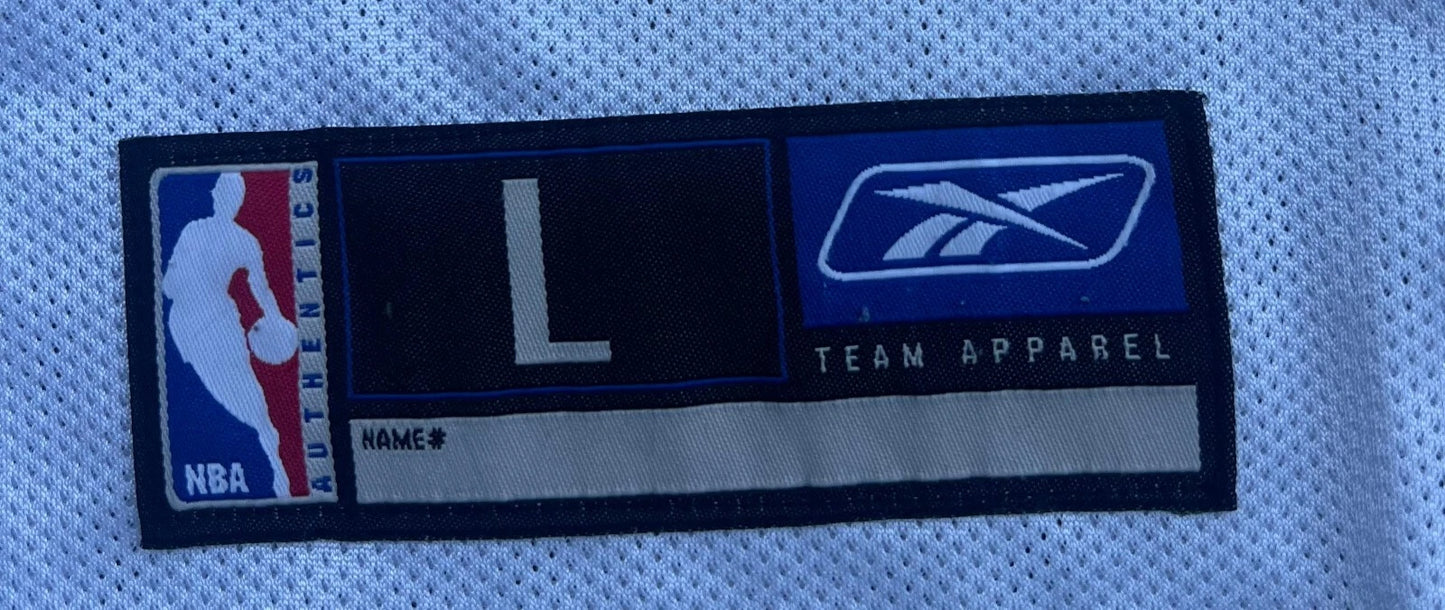 NBA
AUTHENTICS
L
TEAM APPAREL
NAME#